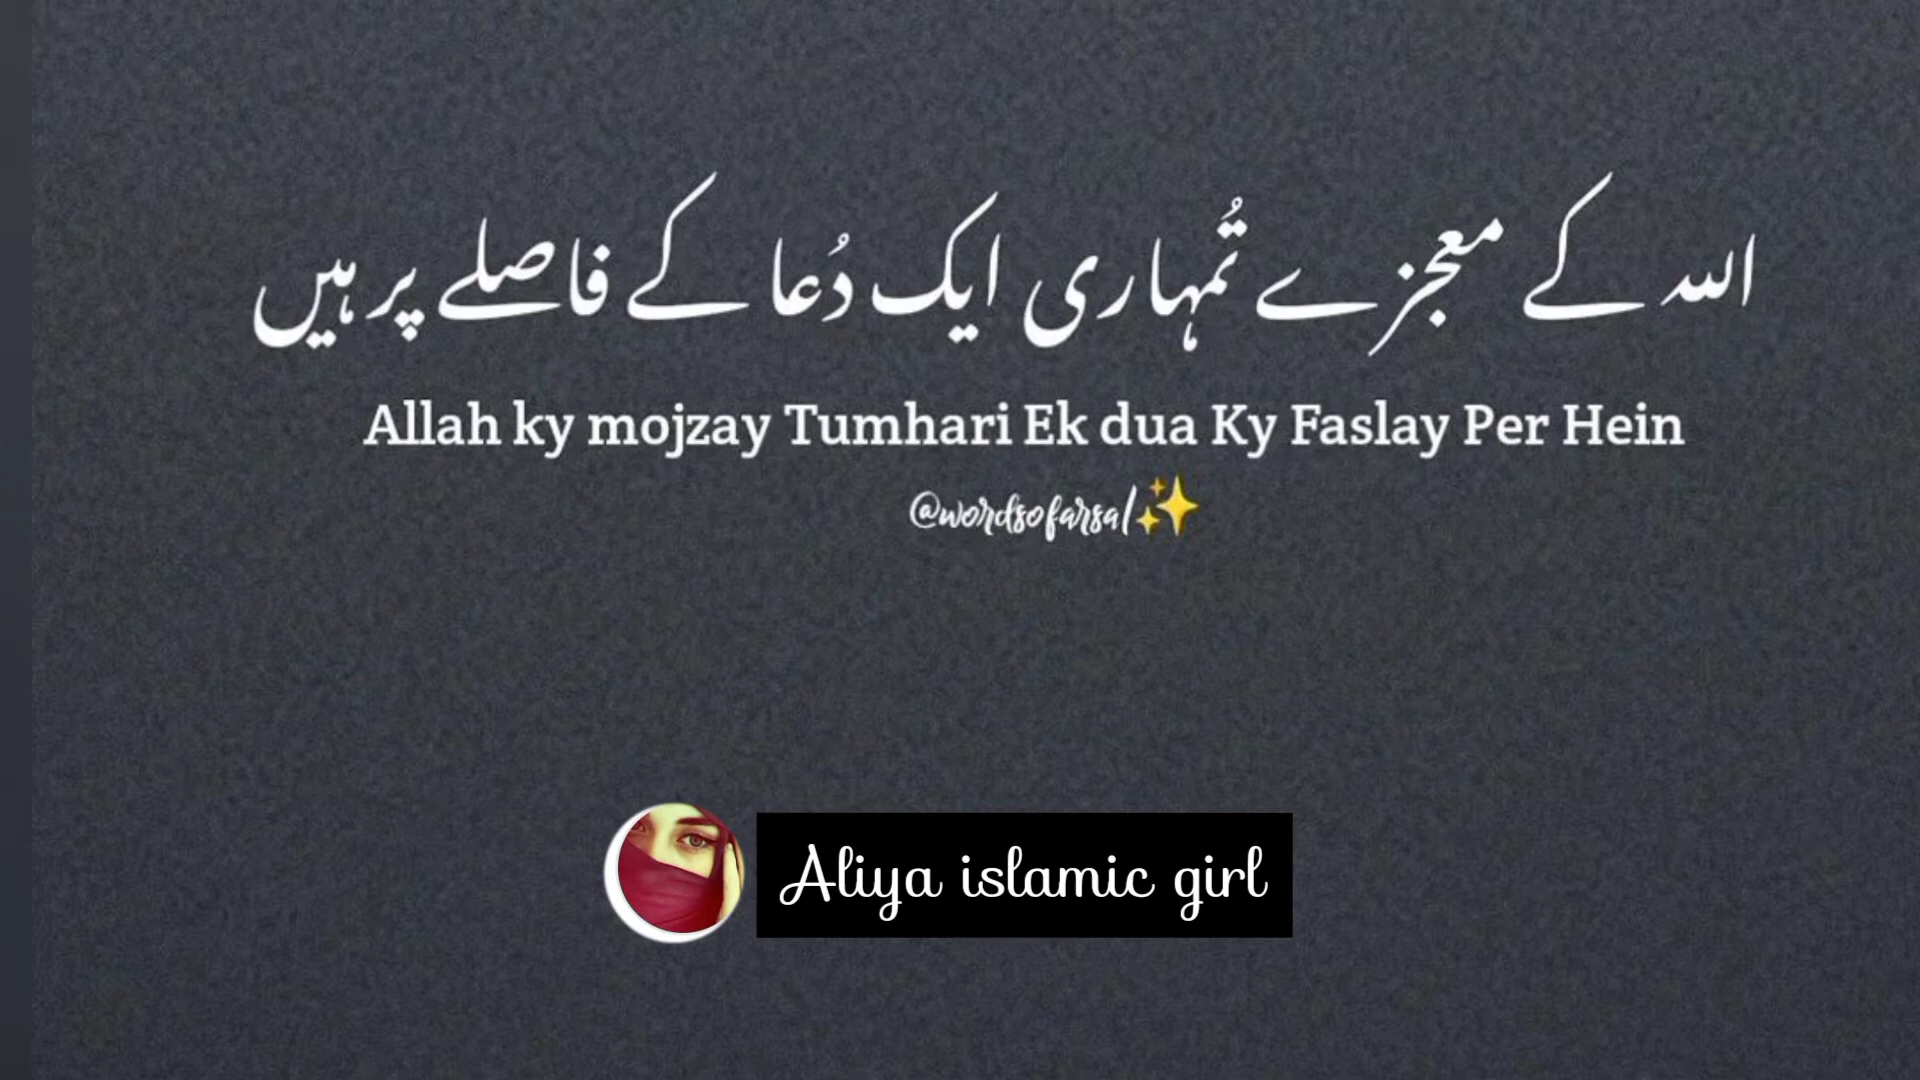 اللہ کے معجزے تُمہاری ایک دُعا کے فاصلے پر ہیں
Allah ky mojzay Tumhari Ek dua Ky Faslay Per Hein
@wordsofarsal✨
Aliya islamic girl